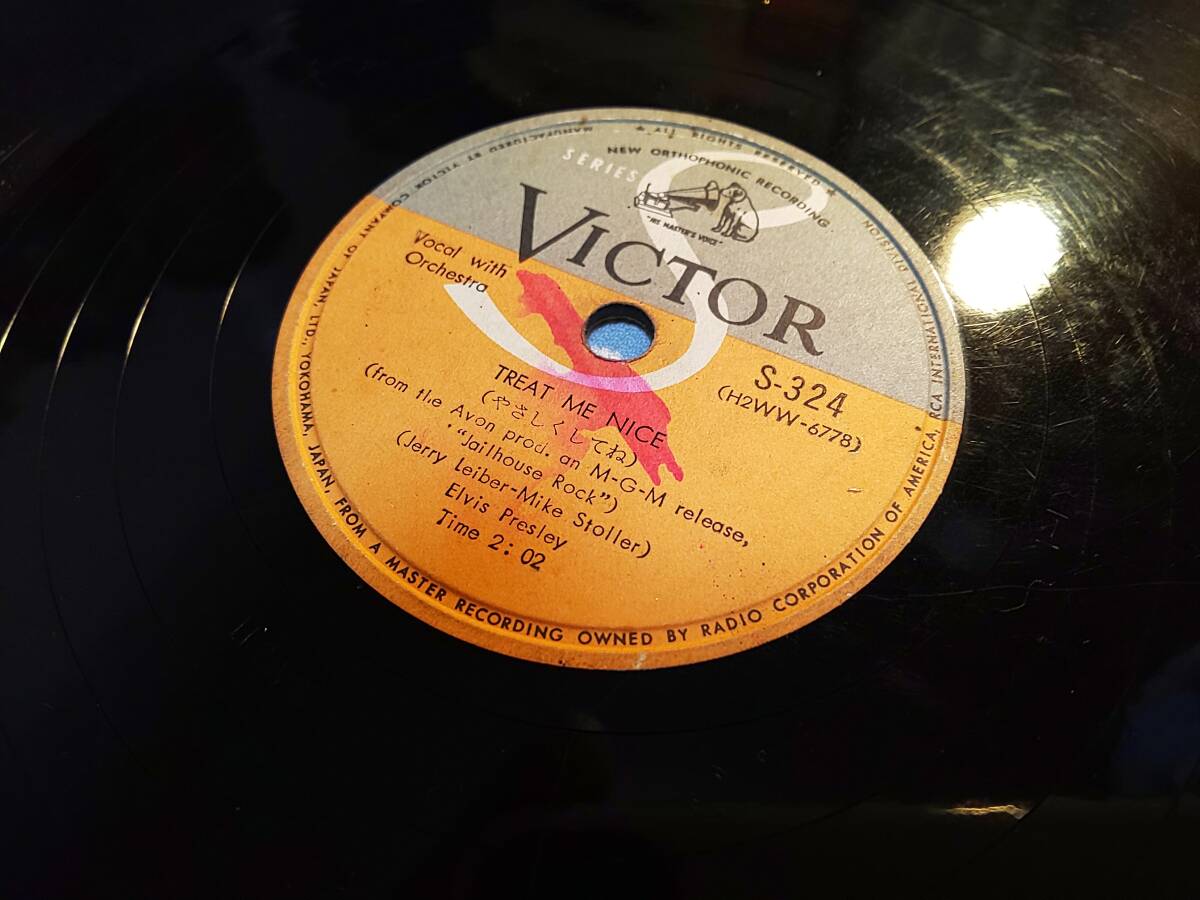 * ALL RIGHTS RESERVED *
NEW ORTHOPHONIC RECORDING
SERIES S
"HIS MASTER'S VOICE"
VICTOR
Vocal with
Orchestra
S-324
(H2WW-6778)
TREAT ME NICE
(やさしくしてね)
(from the Avon prod. an M-G-M release,
"Jailhouse Rock")
(Jerry Leiber-Mike Stoller)
Elvis Presley
Time 2: 02
MANUFACTURED BY VICTOR COMPANY OF JAPAN, LTD., YOKOHAMA, JAPAN, FROM A MASTER RECORDING OWNED BY RADIO CORPORATION OF AMERICA, RCA INTERNATIONAL DIVISION